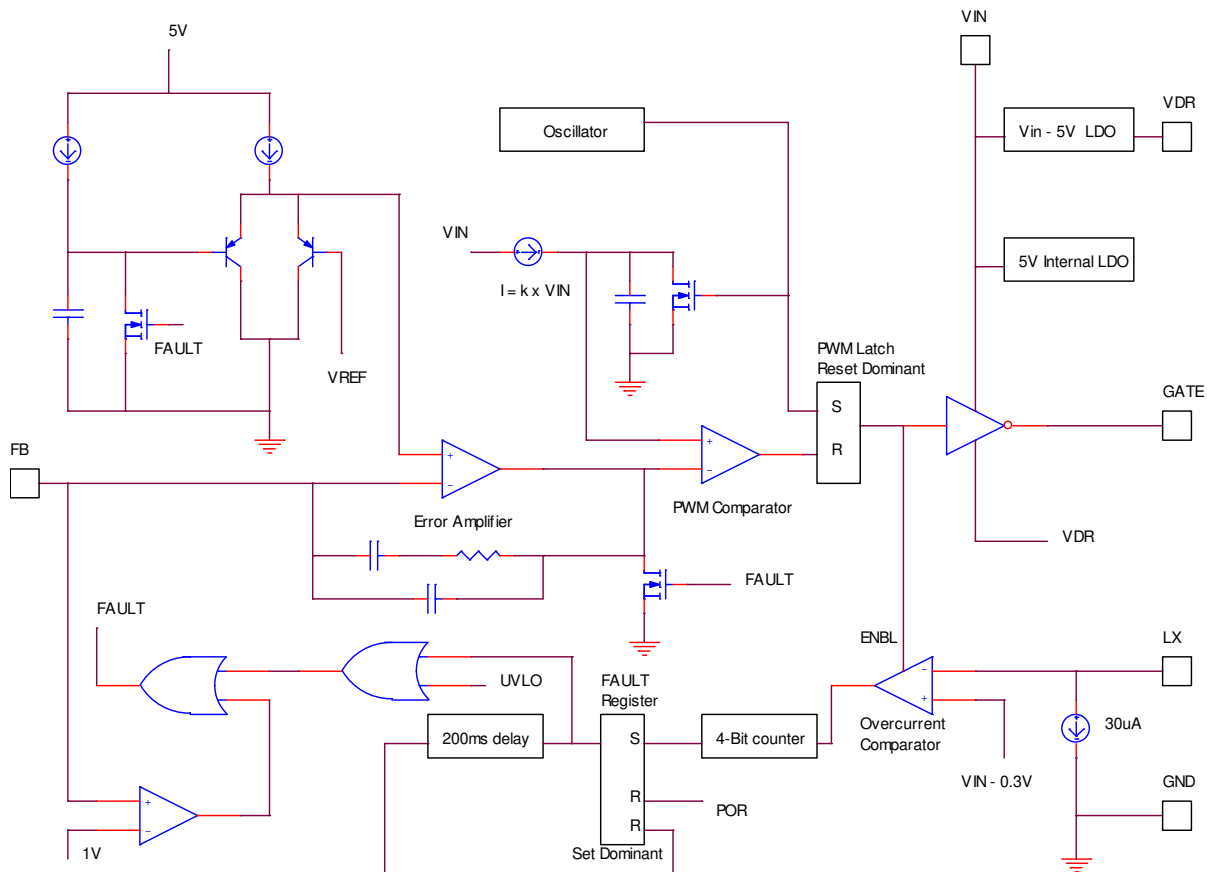 VIN
5V
VDR
Oscillator
Vin - 5V LDO
VIN
I = k x VIN
5V Internal LDO
FAULT
VREF
PWM Latch
Reset Dominant
S
R
GATE
FB
+
-
+
-
Error Amplifier
PWM Comparator
VDR
FAULT
FAULT
ENBL
LX
UVLO
FAULT
Register
-
+
Overcurrent
Comparator
30uA
200ms delay
S
4-Bit counter
VIN - 0.3V
GND
R
POR
R
+
-
1V
Set Dominant